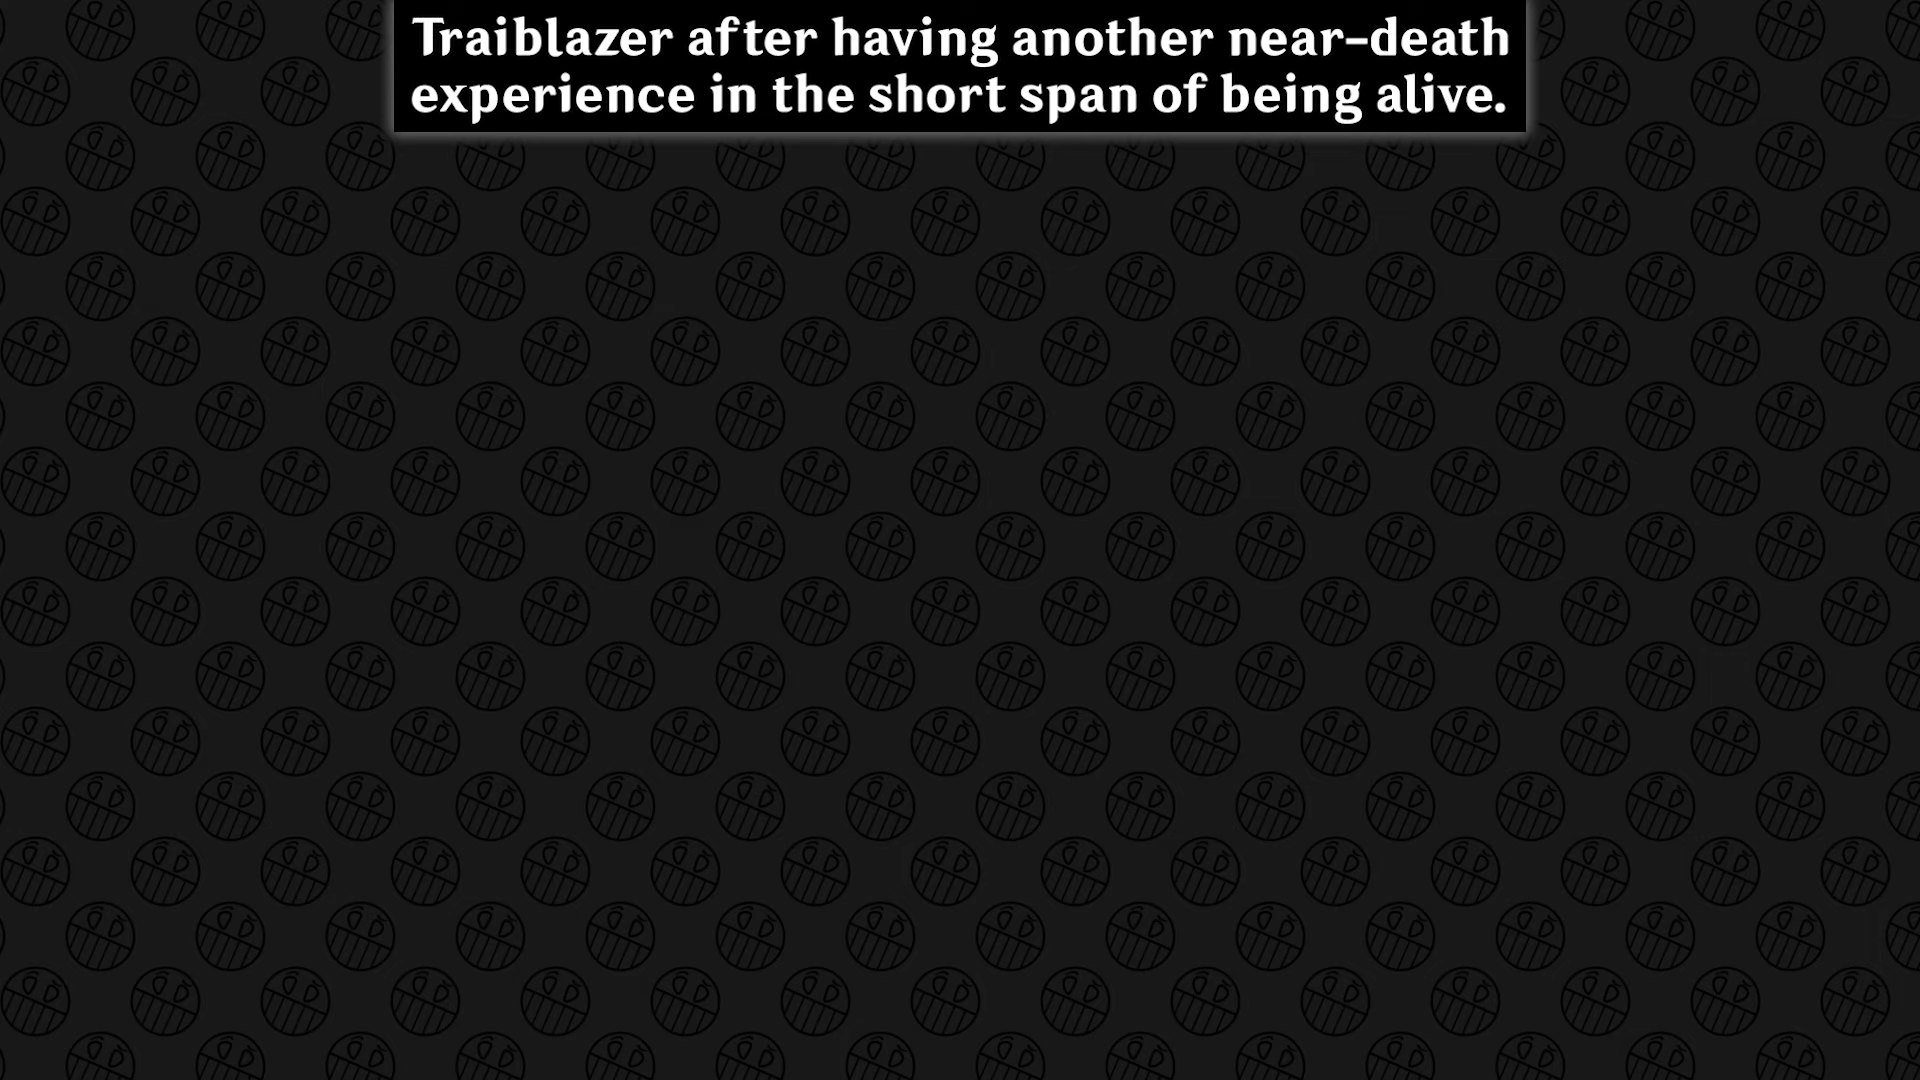 Traiblazer after having another near-death
experience in the short span of being alive.